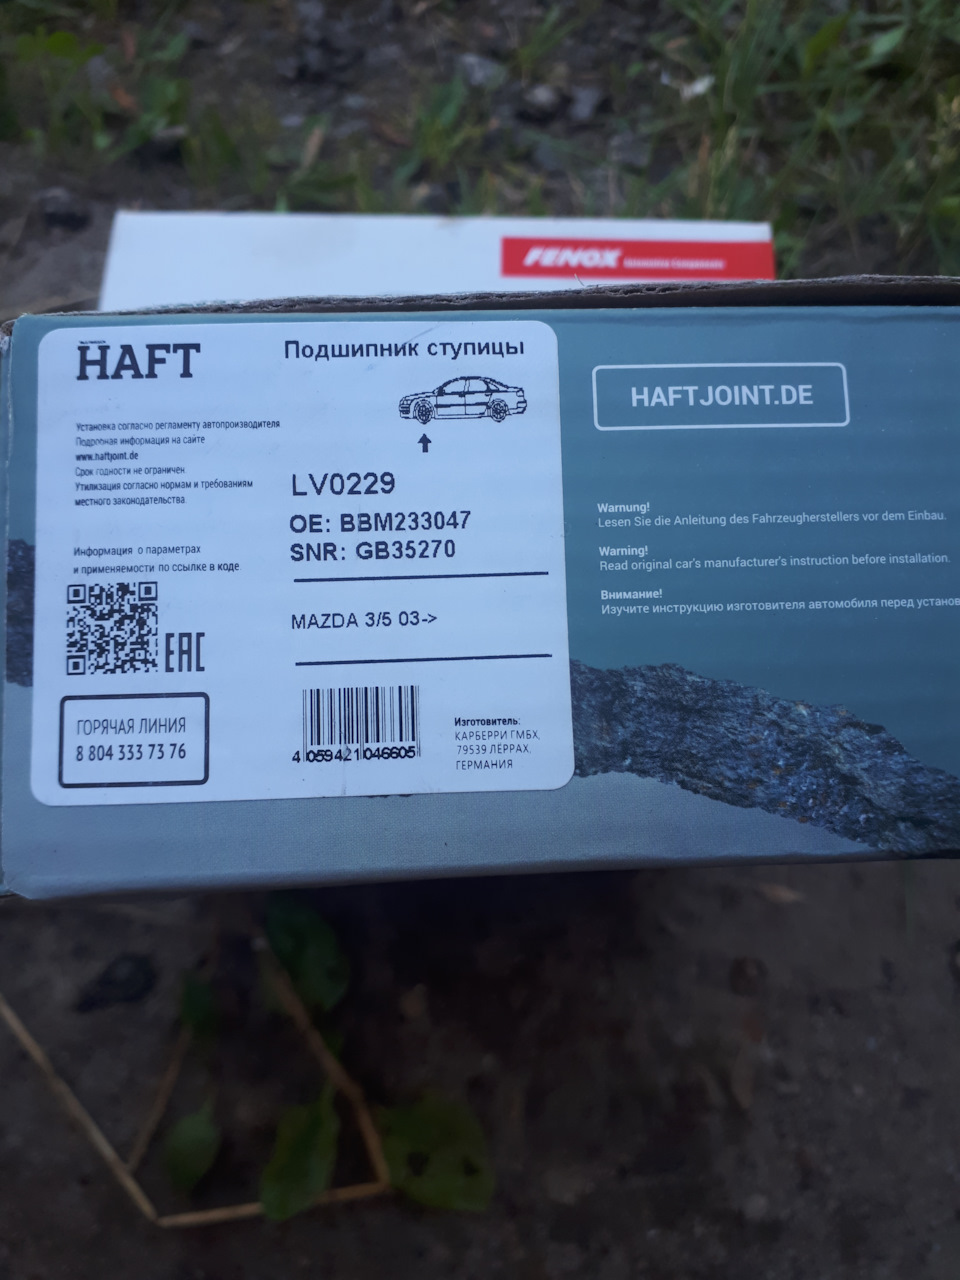 FENOX
HAFT
Подшипник ступицы
HAFTJOINT.DE
Установка согласно регламенту автопроизводителя
Подробная информация на сайте
www.haftjoint.de
Срок годности не ограничен
Утилизация согласно нормам и требованиям
местного законодательства
LV0229
OE: BBM233047
SNR: GB35270
Warnung!
Lesen Sie die Anleitung des Fahrzeugherstellers vor dem Einbau.
Warning!
Read original car's manufacturer's instruction before installation.
Внимание!
Изучите инструкцию изготовителя автомобиля перед установ
Информация о параметрах
и применяемости по ссылке в коде
EAC
MAZDA 3/5 03->
ГОРЯЧАЯ ЛИНИЯ
8 804 333 73 76
4 059421 046605
Изготовитель:
КАРБЕРРИ ГМБХ,
79539 ЛЁРРАХ,
ГЕРМАНИЯ